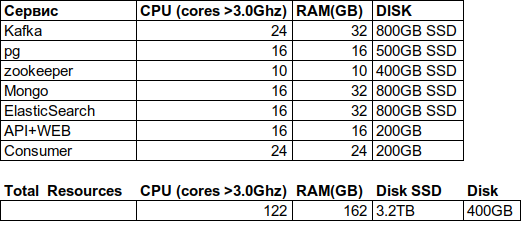 Сервис CPU (cores >3.0Ghz) RAM(GB) DISK
Kafka 24 32 800GB SSD
pg 16 16 500GB SSD
zookeeper 10 10 400GB SSD
Mongo 16 32 800GB SSD
ElasticSearch 16 32 800GB SSD
API+WEB 16 16 200GB
Consumer 24 24 200GB
Total Resources CPU (cores >3.0Ghz) RAM(GB) Disk SSD Disk
122 162 3.2TB 400GB